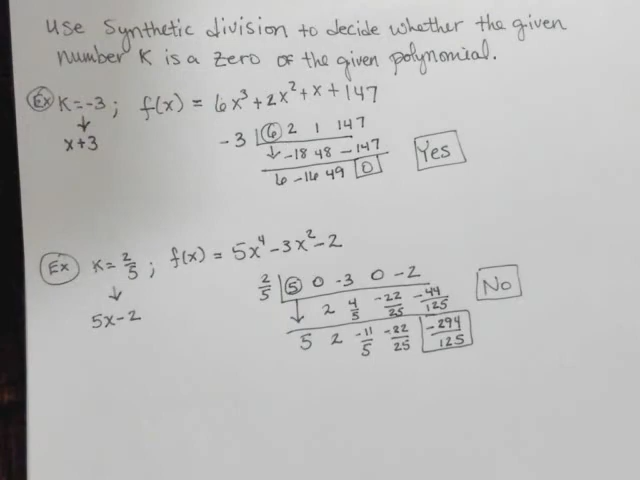 Use Synthetic division to decide whether the given
number K is a zero of the given polynomial.
Ex K = -3 ; f(x) = 6x³ + 2x² + x + 147
↓
x+3
-3 | 6 2 1 147
↓ -18 48 -147
6 -16 49 0
Yes
Ex K = 2/5 ; f(x) = 5x⁴ - 3x² - 2
↓
5x-2
2/5 | 5 0 -3 0 -2
↓ 2 4/5 -22/25 -44/125
5 2 -11/5 -22/25 -294/125
No